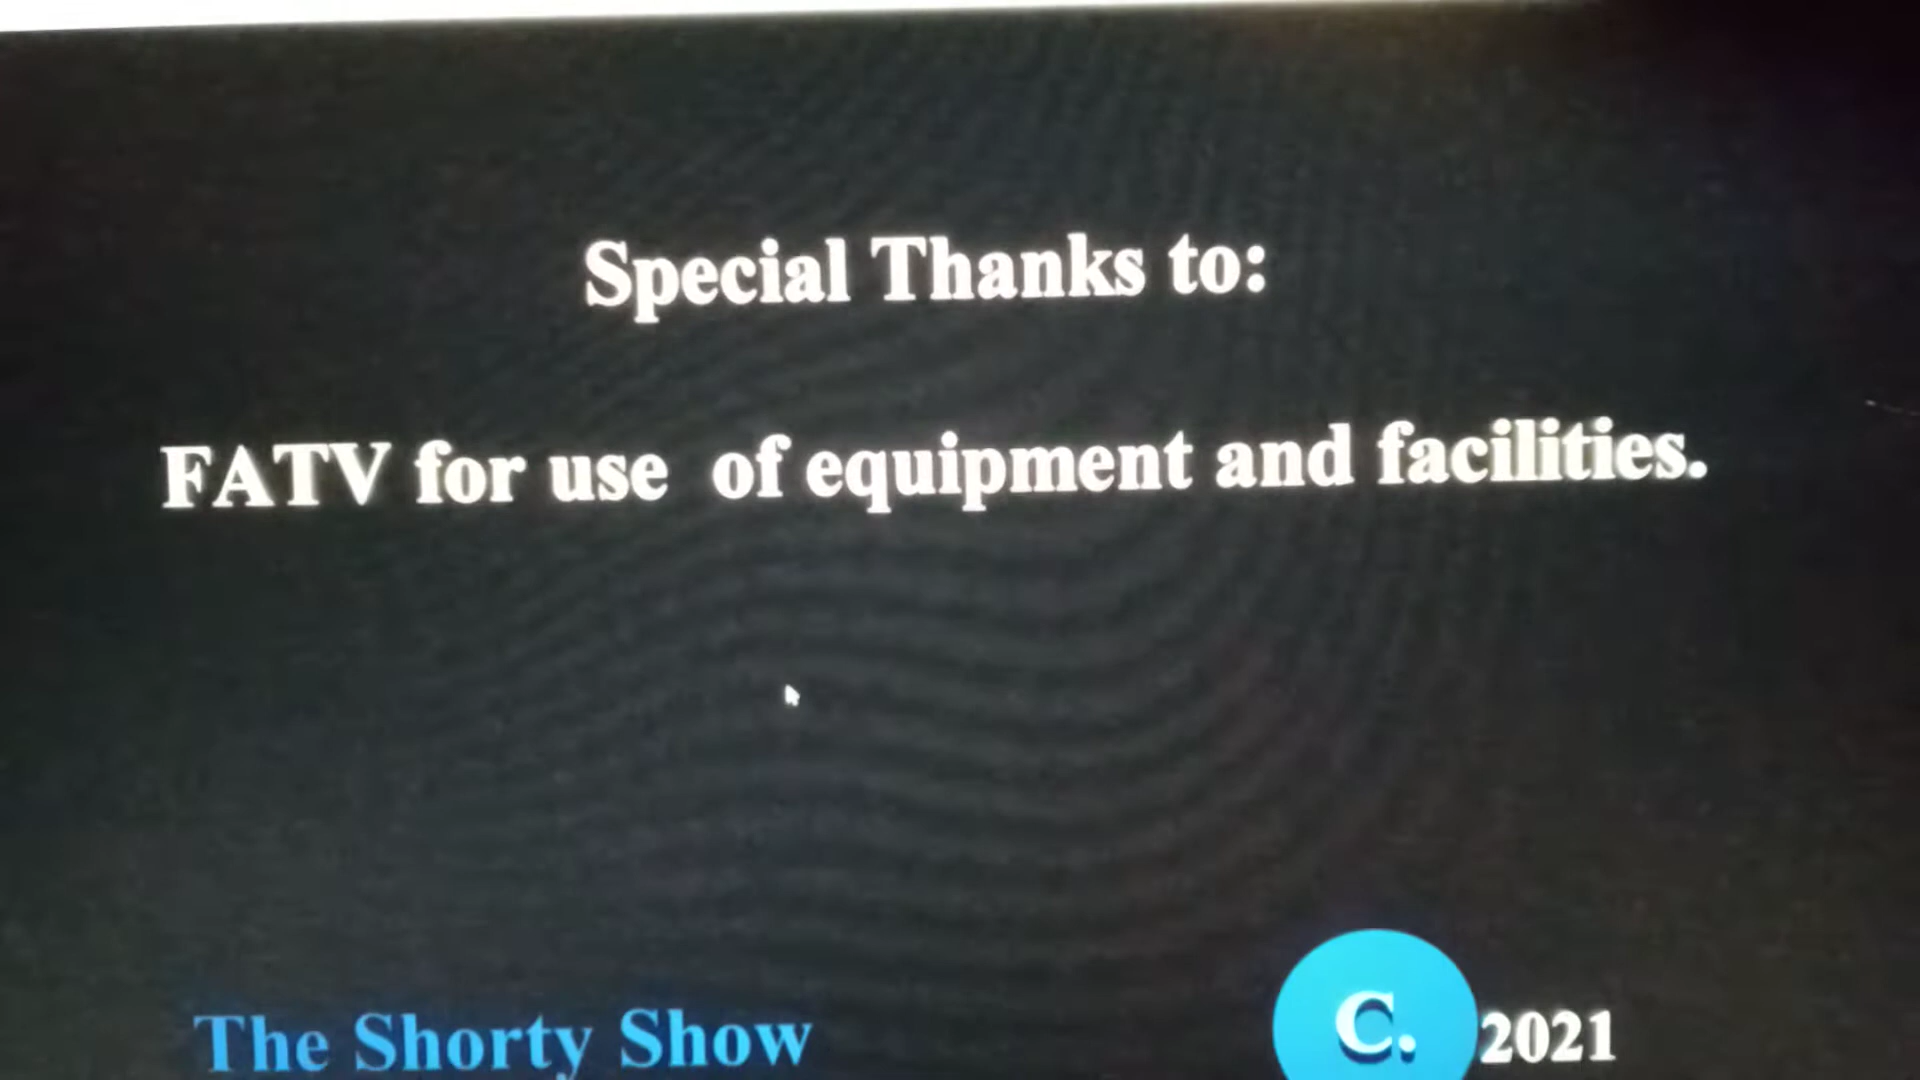 Special Thanks to:
FATV for use of equipment and facilities.
The Shorty Show C. 2021